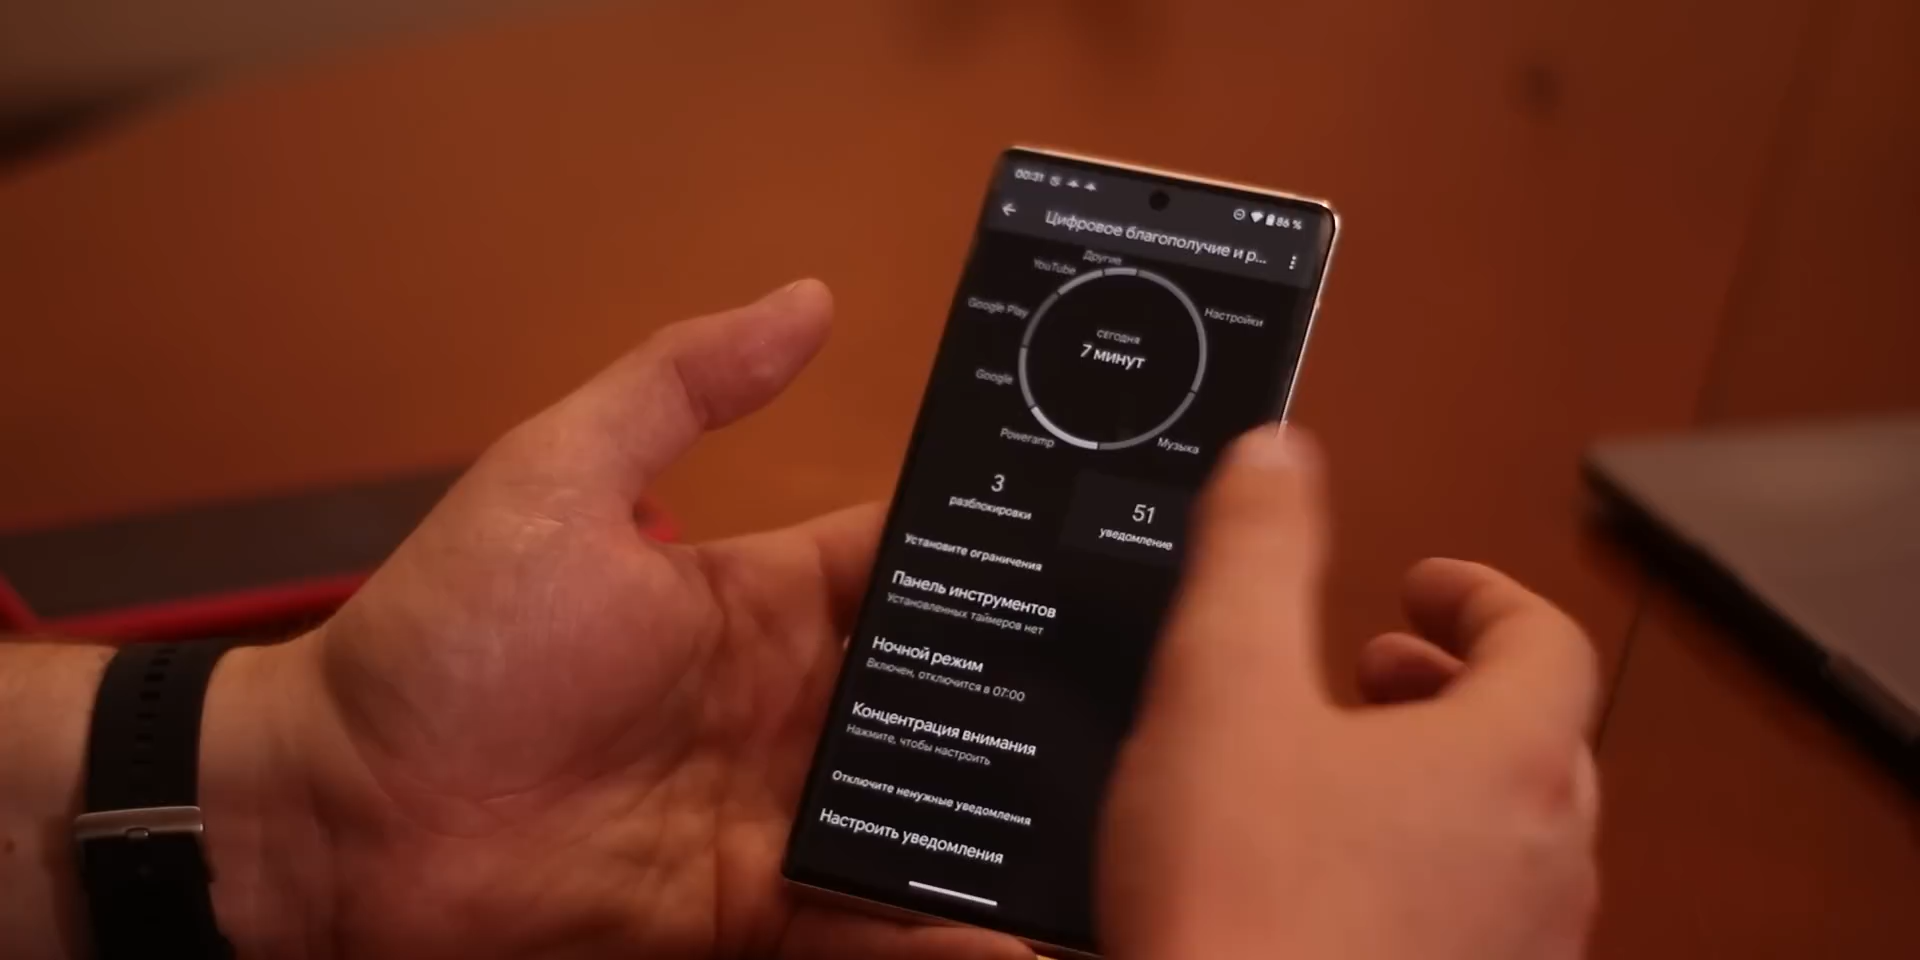 00:31
86 %
Цифровое благополучие и р...
Другие
YouTube
Google Play
Настройки
СЕГОДНЯ
7 минут
Google
Poweramp
Музыка
3
разблокировки
51
уведомление
Установите ограничения
Панель инструментов
Установленных таймеров нет
Ночной режим
Включен, отключится в 07:00
Концентрация внимания
Нажмите, чтобы настроить
Отключите ненужные уведомления
Настроить уведомления